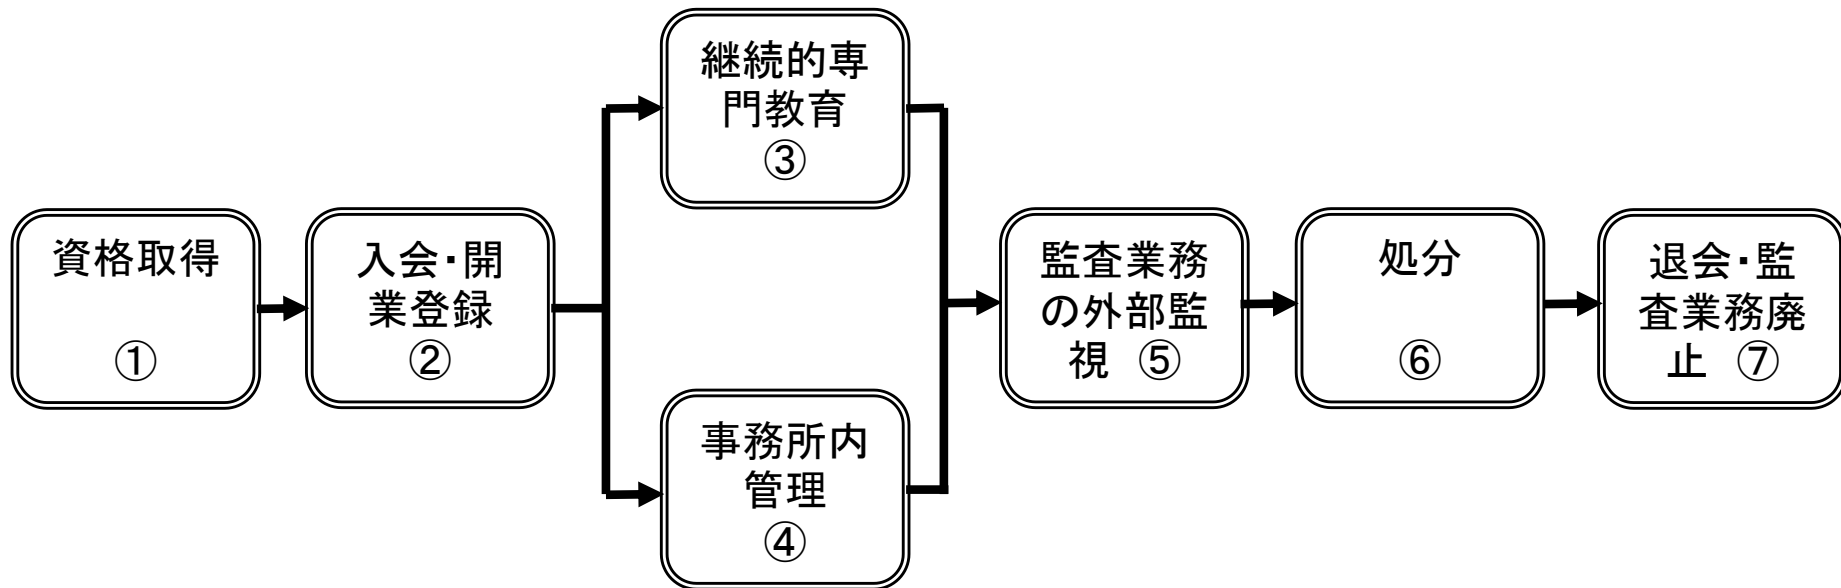 資格取得
①
入会・開
業登録
②
継続的専
門教育
③
事務所内
管理
④
監査業務
の外部監
視 ⑤
処分
⑥
退会・監
査業務廃
止 ⑦